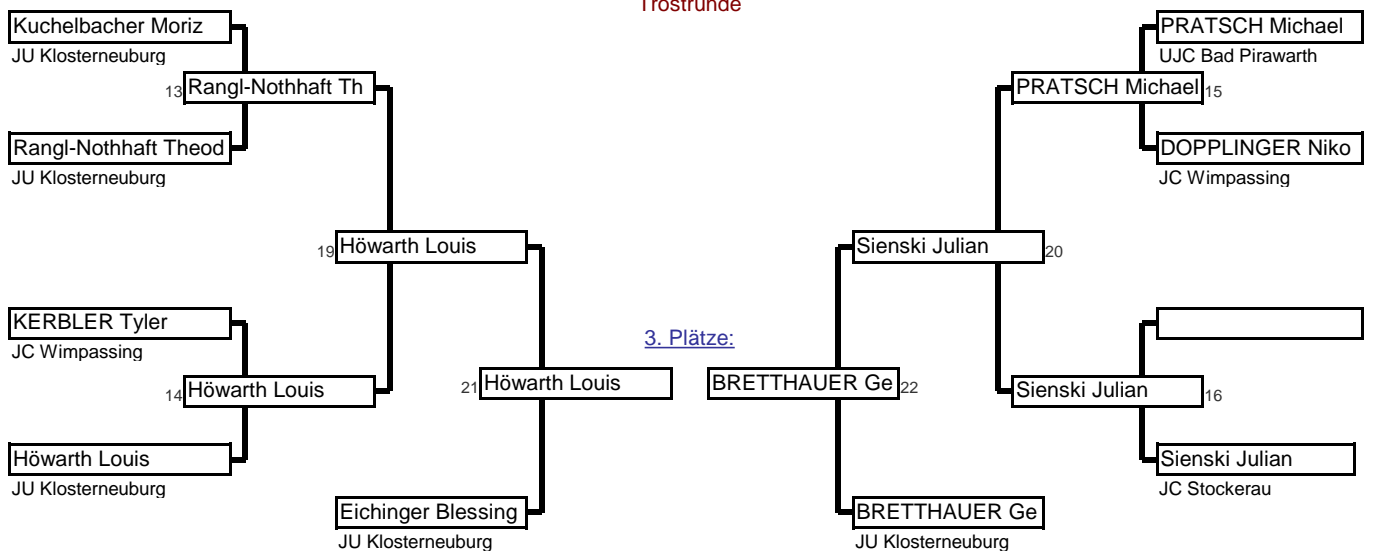 Trostrunde
Kuchelbacher Moriz
JU Klosterneuburg
13 Rangl-Nothhaft Th
Rangl-Nothhaft Theod
JU Klosterneuburg
19 Höwarth Louis
KERBLER Tyler
JC Wimpassing
14 Höwarth Louis
Höwarth Louis
JU Klosterneuburg
21 Höwarth Louis
Eichinger Blessing
JU Klosterneuburg
3. Plätze:
PRATSCH Michael
UJC Bad Pirawarth
PRATSCH Michael 15
DOPPLINGER Niko
JC Wimpassing
Sienski Julian 20
BRETTHAUER Ge 22
Sienski Julian 16
Sienski Julian
JC Stockerau
BRETTHAUER Ge
JU Klosterneuburg